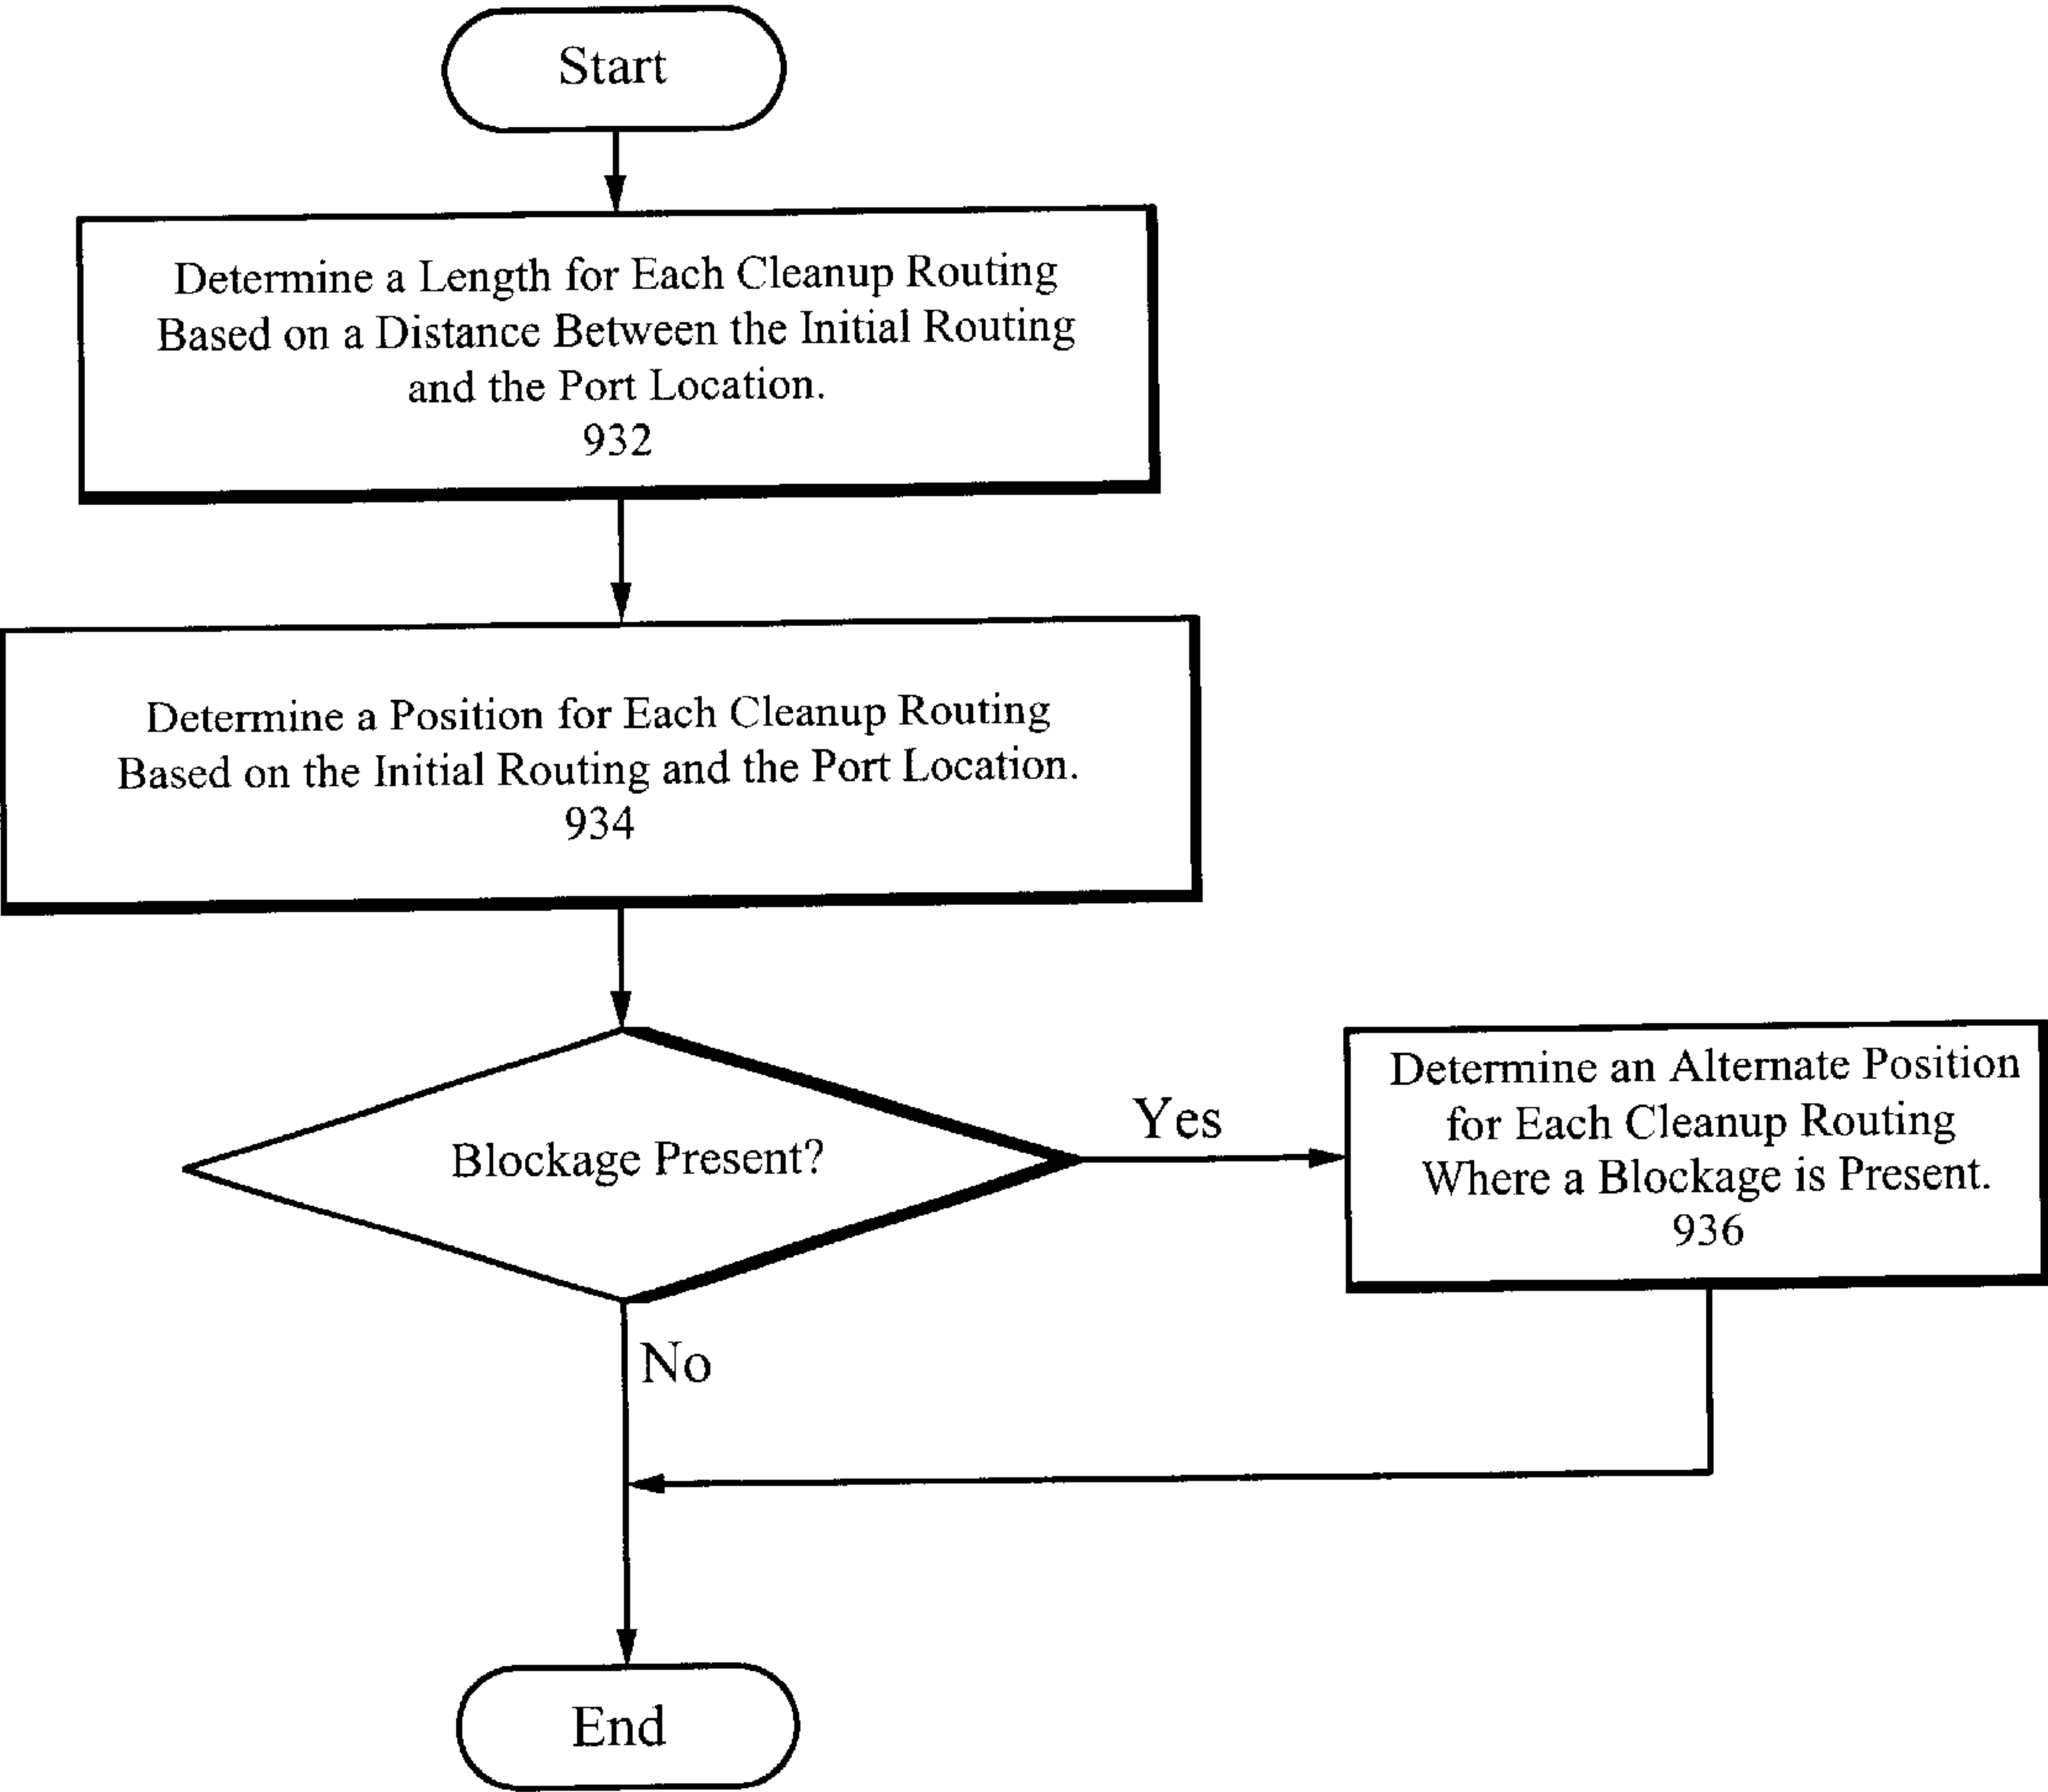 Start
Determine a Length for Each Cleanup Routing
Based on a Distance Between the Initial Routing
and the Port Location.
932
Determine a Position for Each Cleanup Routing
Based on the Initial Routing and the Port Location.
934
Blockage Present?
Yes
Determine an Alternate Position
for Each Cleanup Routing
Where a Blockage is Present.
936
No
End